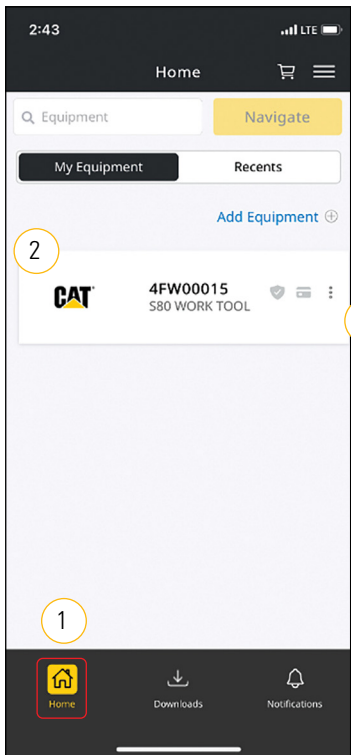 2:43 LTE
Home
Equipment Navigate
My Equipment Recents
Add Equipment
2
CAT 4FW00015
S80 WORK TOOL
1
Home Downloads Notifications